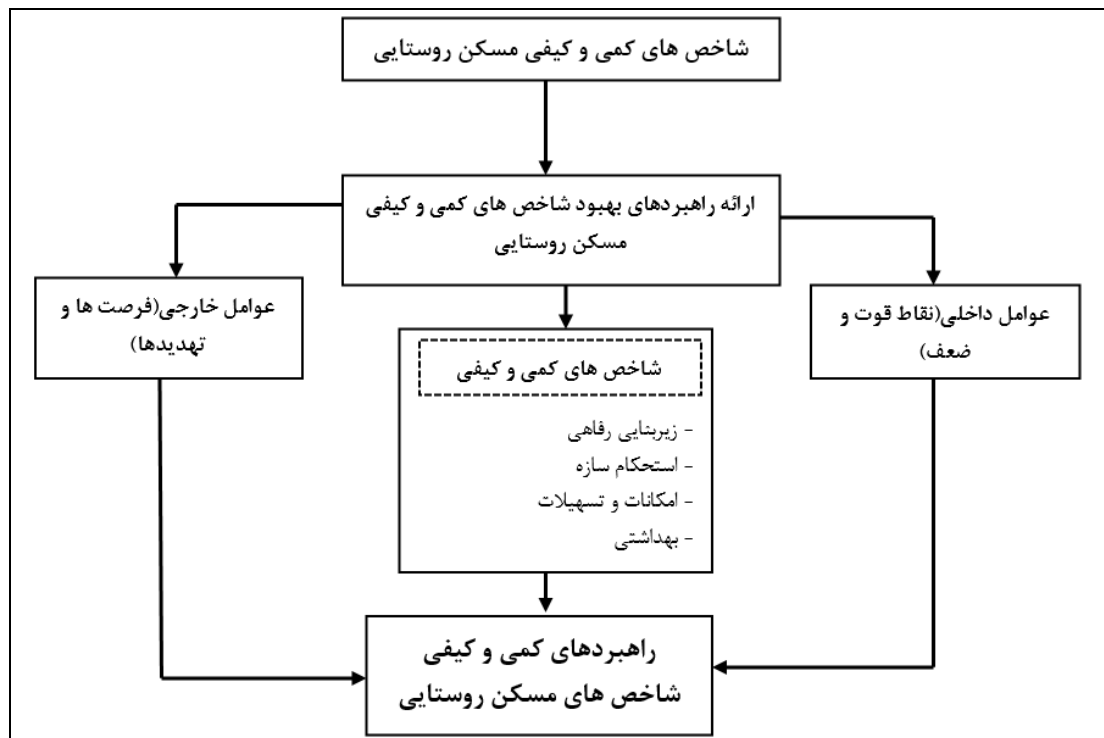 شاخص های کمی و کیفی مسکن روستایی
ارائه راهبردهای بهبود شاخص های کمی و کیفی
مسکن روستایی
عوامل داخلی(نقاط قوت و
ضعف)
عوامل خارجی(فرصت ها و
تهدیدها)
شاخص های کمی و کیفی
- زیربنایی رفاهی
- استحکام سازه
- امکانات و تسهیلات
- بهداشتی
راهبردهای کمی و کیفی
شاخص های مسکن روستایی